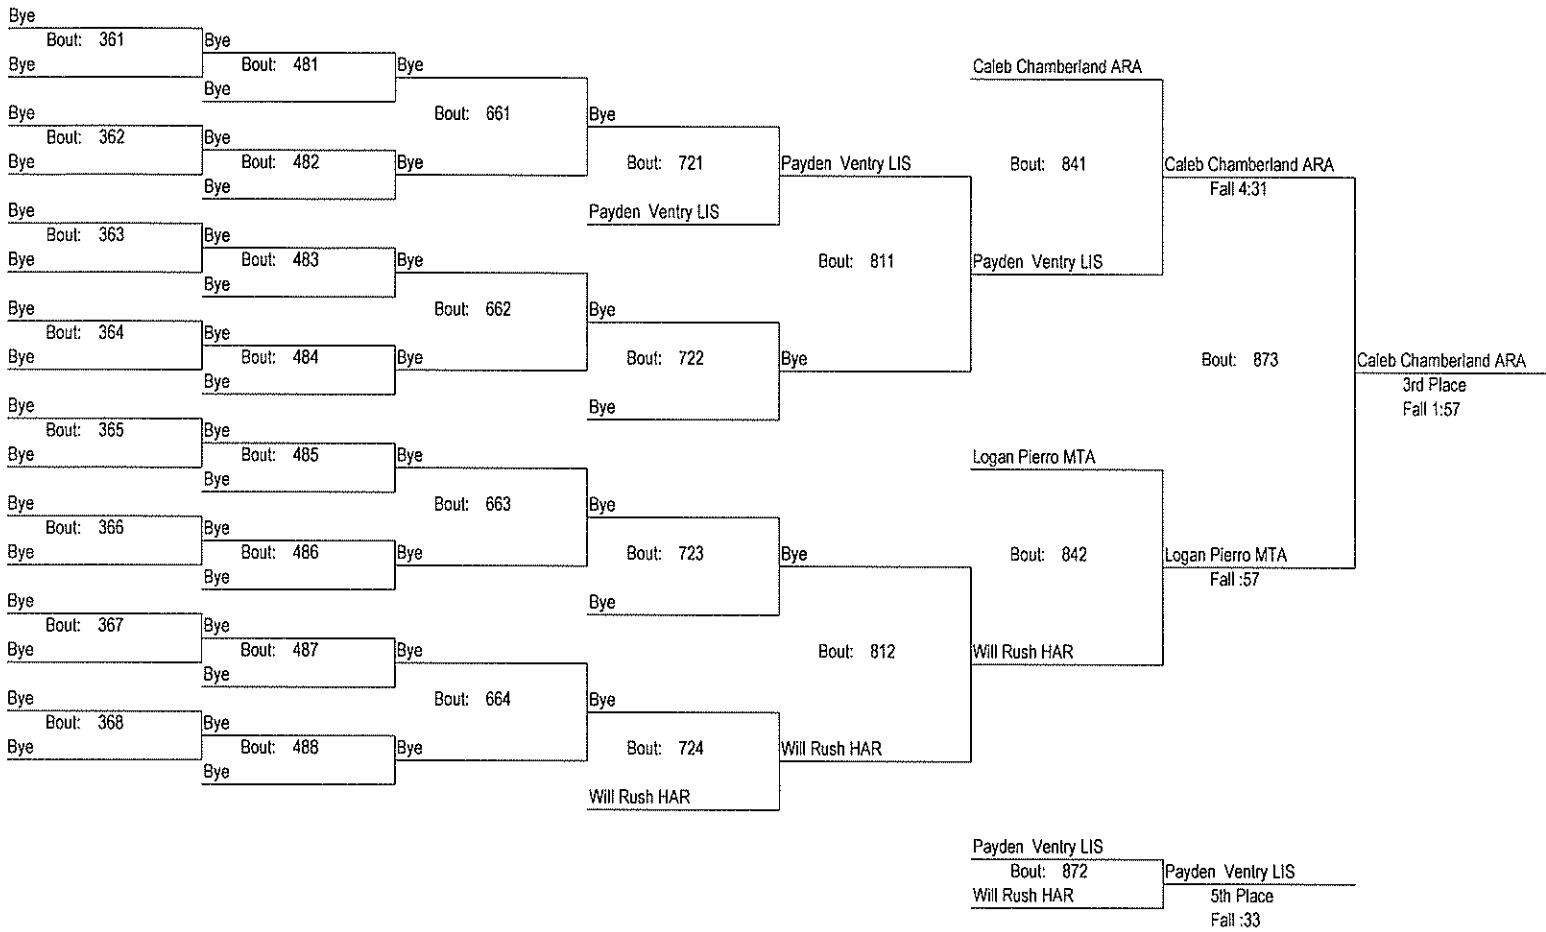 Bye
Bout: 361
Bye
Bye
Bout: 481
Bye
Bye
Bout: 362
Bye
Bye
Bout: 482
Bye
Bye
Bout: 661
Bye
Bye
Bout: 363
Bye
Bye
Bout: 483
Bye
Bye
Bout: 364
Bye
Bye
Bout: 484
Bye
Bye
Bout: 662
Bye
Bye
Bout: 365
Bye
Bye
Bout: 485
Bye
Bye
Bout: 366
Bye
Bye
Bout: 486
Bye
Bye
Bout: 663
Bye
Bye
Bout: 367
Bye
Bye
Bout: 487
Bye
Bye
Bout: 368
Bye
Bye
Bout: 488
Bye
Bye
Bout: 664
Bye
Bye
Bout: 721
Payden Ventry LIS
Bye
Bout: 722
Bye
Bye
Bout: 723
Bye
Bye
Bout: 724
Will Rush HAR
Payden Ventry LIS
Bout: 811
Bye
Bye
Bout: 812
Will Rush HAR
Caleb Chamberland ARA
Bout: 841
Payden Ventry LIS
Logan Pierro MTA
Bout: 842
Will Rush HAR
Caleb Chamberland ARA
Fall 4:31
Bout: 873
Logan Pierro MTA
Fall :57
Caleb Chamberland ARA
3rd Place
Fall 1:57
Payden Ventry LIS
Bout: 872
Will Rush HAR
Payden Ventry LIS
5th Place
Fall :33